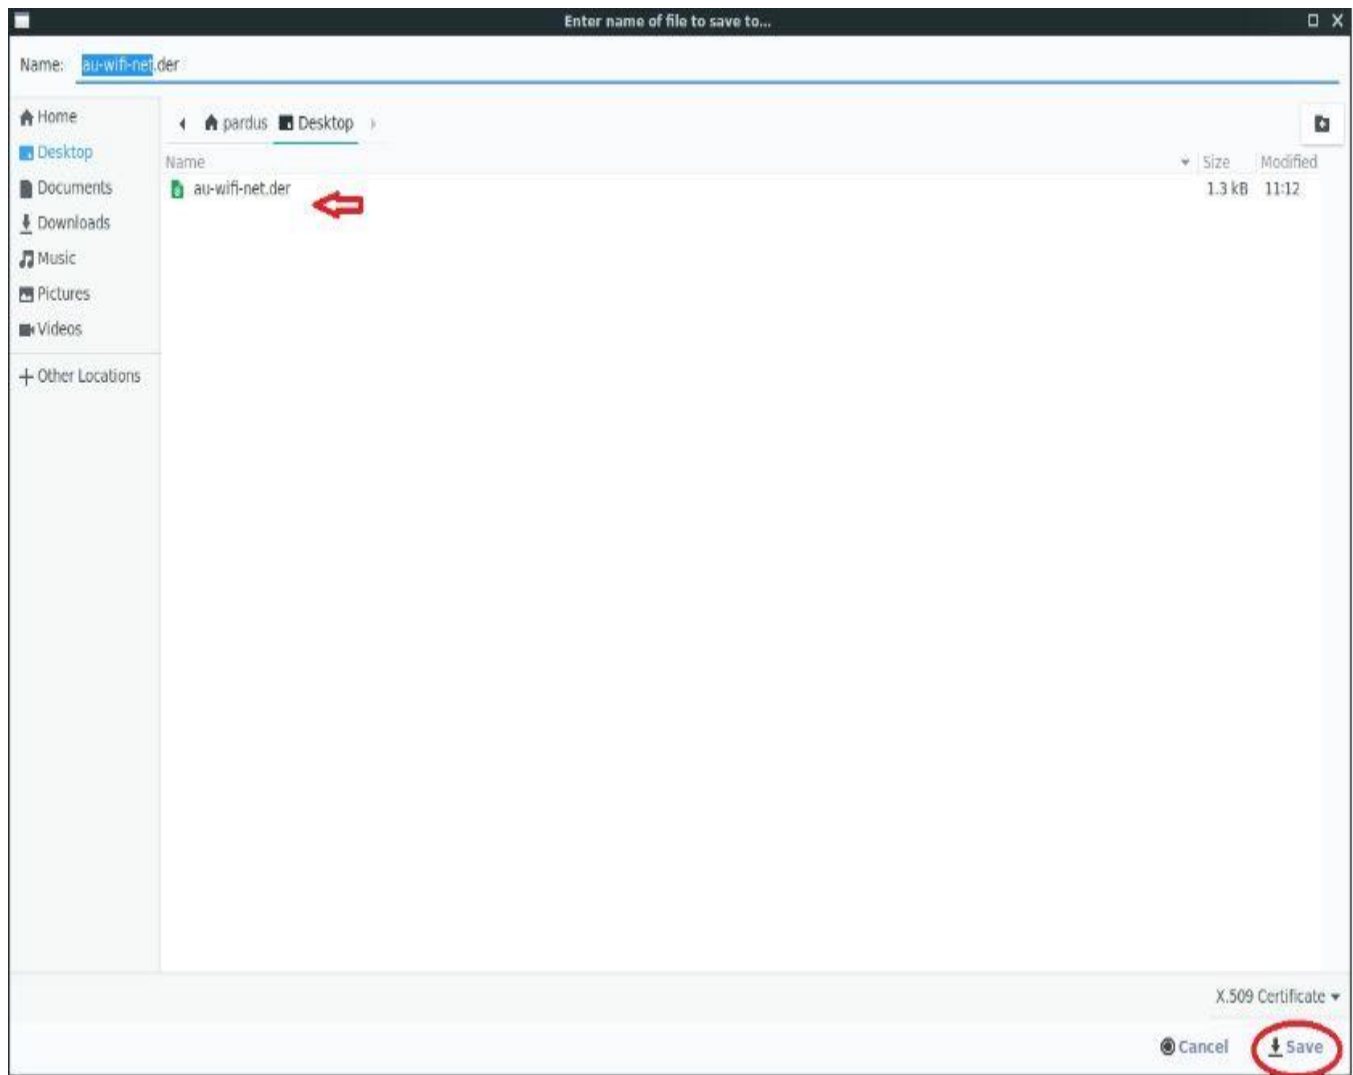 Enter name of file to save to...
Name: au-wifi-net.der
Home
pardus Desktop
Desktop
Name Size Modified
Documents
au-wifi-net.der 1.3 kB 11:12
Downloads
Music
Pictures
Videos
Other Locations
X.509 Certificate
Cancel Save